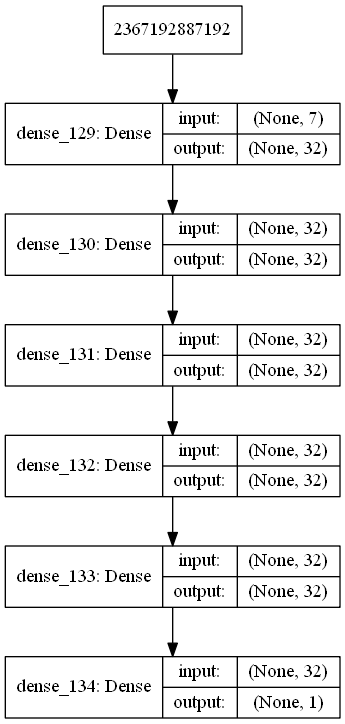 2367192887192
dense_129: Dense
input: (None, 7)
output: (None, 32)
dense_130: Dense
input: (None, 32)
output: (None, 32)
dense_131: Dense
input: (None, 32)
output: (None, 32)
dense_132: Dense
input: (None, 32)
output: (None, 32)
dense_133: Dense
input: (None, 32)
output: (None, 32)
dense_134: Dense
input: (None, 32)
output: (None, 1)